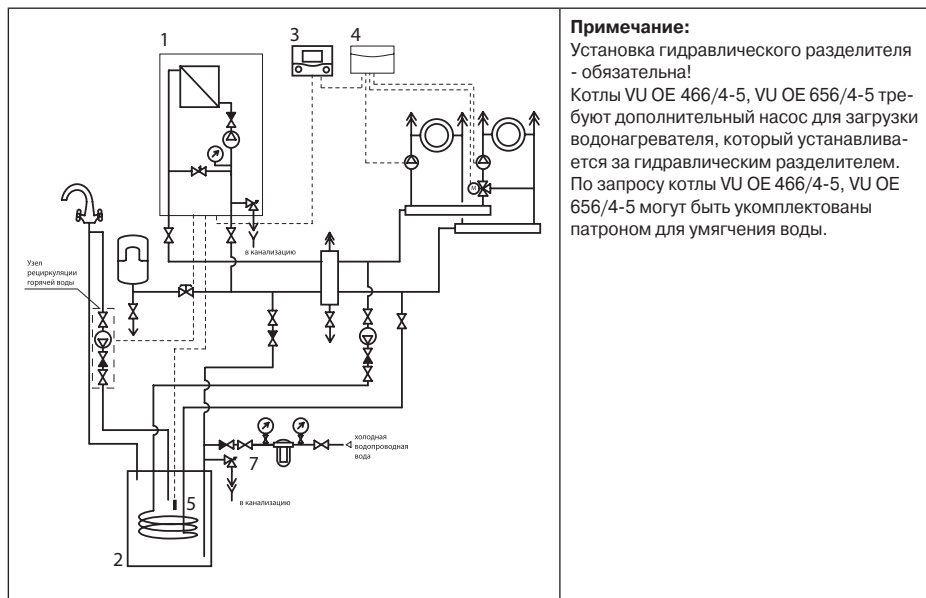 1
3
4
M
в канализацию
Узел
рециркуляции
горячей воды
7
холодная
водопроводная
вода
5
в канализацию
2
Примечание:
Установка гидравлического разделителя
- обязательна!
Котлы VU OE 466/4-5, VU OE 656/4-5 тре-
буют дополнительный насос для загрузки
водонагревателя, который устанавлива-
ется за гидравлическим разделителем.
По запросу котлы VU OE 466/4-5, VU OE
656/4-5 могут быть укомплектованы
патроном для умягчения воды.